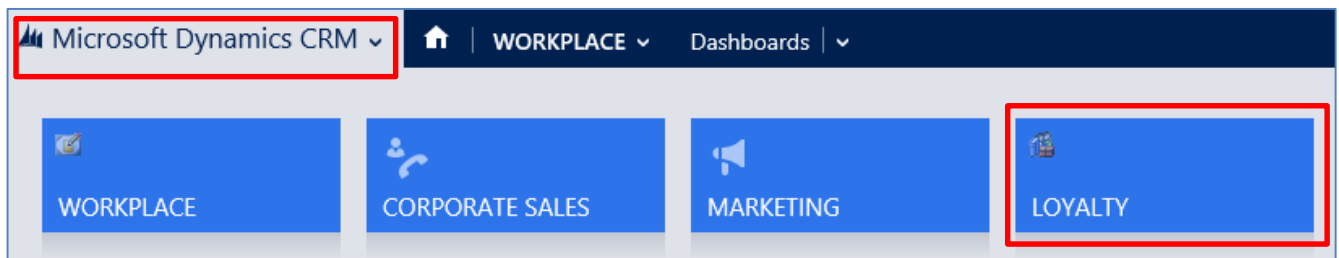 Microsoft Dynamics CRM WORKPLACE Dashboards
WORKPLACE CORPORATE SALES MARKETING LOYALTY